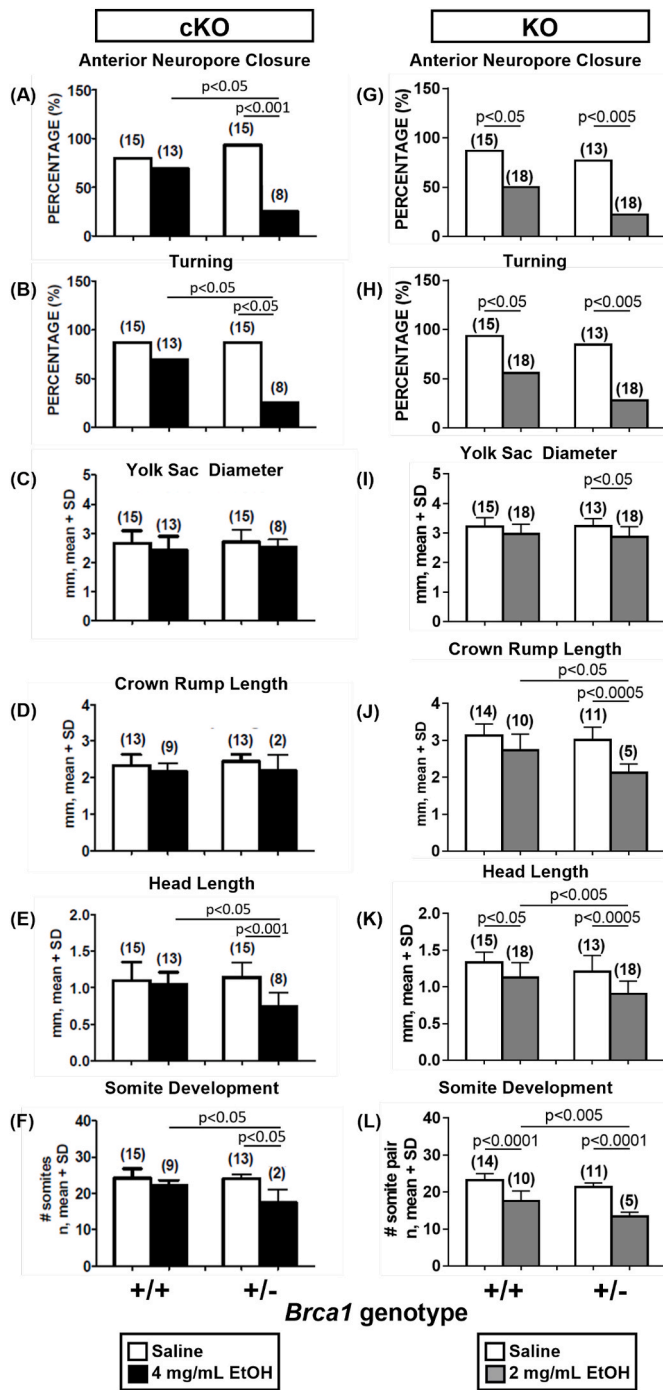 cKO
Anterior Neuropore Closure
(A)
p<0.05
p<0.001
150
100
50
0
PERCENTAGE (%)
(15)
(13)
(15)
(8)
Turning
(B)
p<0.05
p<0.05
150
100
50
0
PERCENTAGE (%)
(15)
(13)
(15)
(8)
Yolk Sac Diameter
(C)
5
4
3
2
1
0
mm, mean + SD
(15)
(13)
(15)
(8)
Crown Rump Length
(D)
4
3
2
1
0
mm, mean + SD
(13)
(9)
(13)
(2)
Head Length
(E)
p<0.05
p<0.001
2.0
1.5
1.0
0.5
0.0
mm, mean + SD
(15)
(13)
(15)
(8)
Somite Development
(F)
p<0.05
p<0.05
40
30
20
10
0
# somites
n, mean + SD
(15)
(9)
(13)
(2)
+/+
+/-
KO
Anterior Neuropore Closure
(G)
p<0.05
p<0.005
150
100
50
0
PERCENTAGE (%)
(15)
(18)
(13)
(18)
Turning
(H)
p<0.05
p<0.005
150
100
50
0
PERCENTAGE (%)
(15)
(18)
(13)
(18)
Yolk Sac Diameter
(I)
p<0.05
5
4
3
2
1
0
mm, mean + SD
(15)
(18)
(13)
(18)
Crown Rump Length
(J)
p<0.05
p<0.0005
4
3
2
1
0
mm, mean + SD
(14)
(10)
(11)
(5)
Head Length
(K)
p<0.005
p<0.05
p<0.0005
2.0
1.5
1.0
0.5
0.0
mm, mean + SD
(15)
(18)
(13)
(18)
Somite Development
(L)
p<0.005
p<0.0001
p<0.0001
40
30
20
10
0
# somite pair
n, mean + SD
(14)
(10)
(11)
(5)
+/+
+/-
Brca1 genotype
Saline
4 mg/mL EtOH
Saline
2 mg/mL EtOH